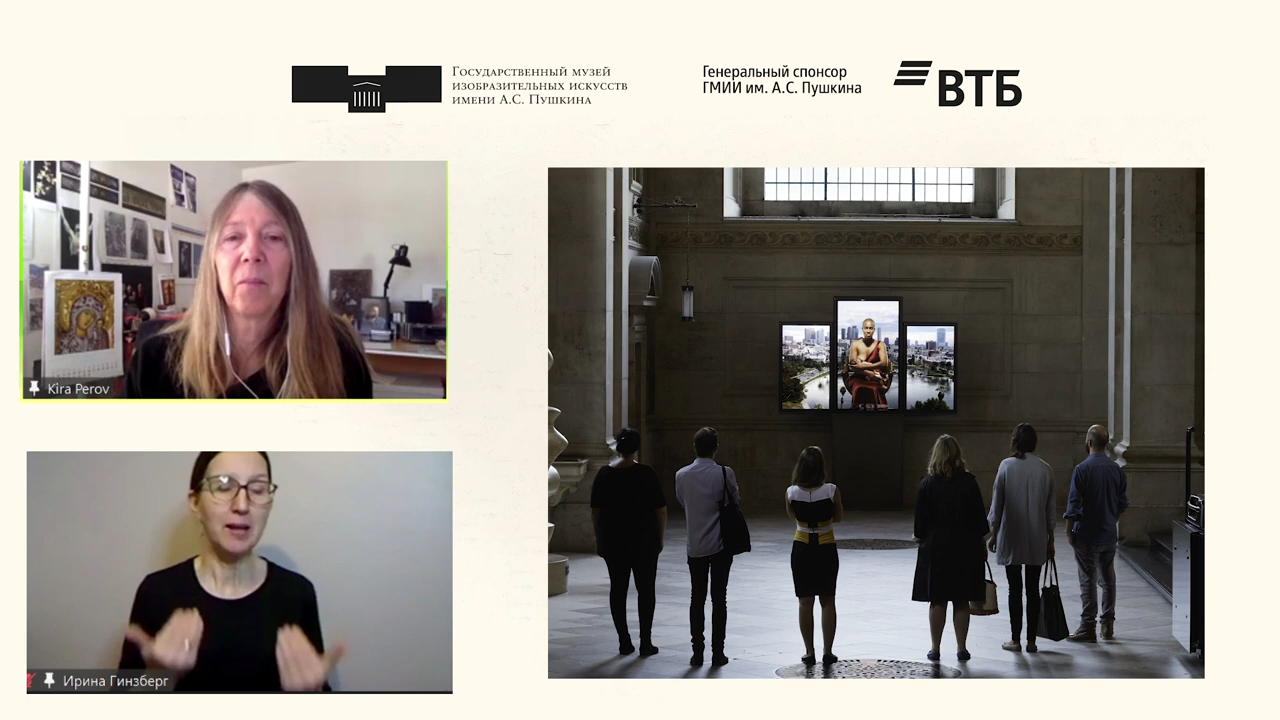 Государственный музей
изобразительных искусств
имени А.С. Пушкина
Генеральный спонсор
ГМИИ им. А.С. Пушкина
ВТБ
Kira Perov
Ирина Гинзберг